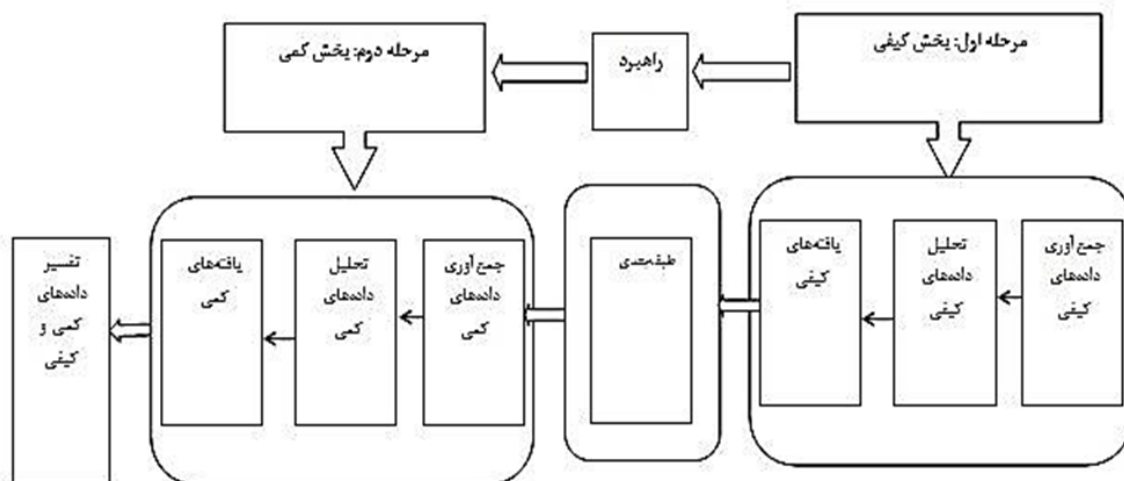 مرحله اول: بخش کیفی
راهبرد
مرحله دوم: بخش کمی
جمع‌آوری
داده‌های
کیفی
تحلیل
داده‌های
کیفی
یافته‌های
کیفی
طبقه‌بندی
جمع‌آوری
داده‌های
کمی
تحلیل
داده‌های
کمی
یافته‌های
کمی
تفسیر
داده‌های
کمی و
کیفی